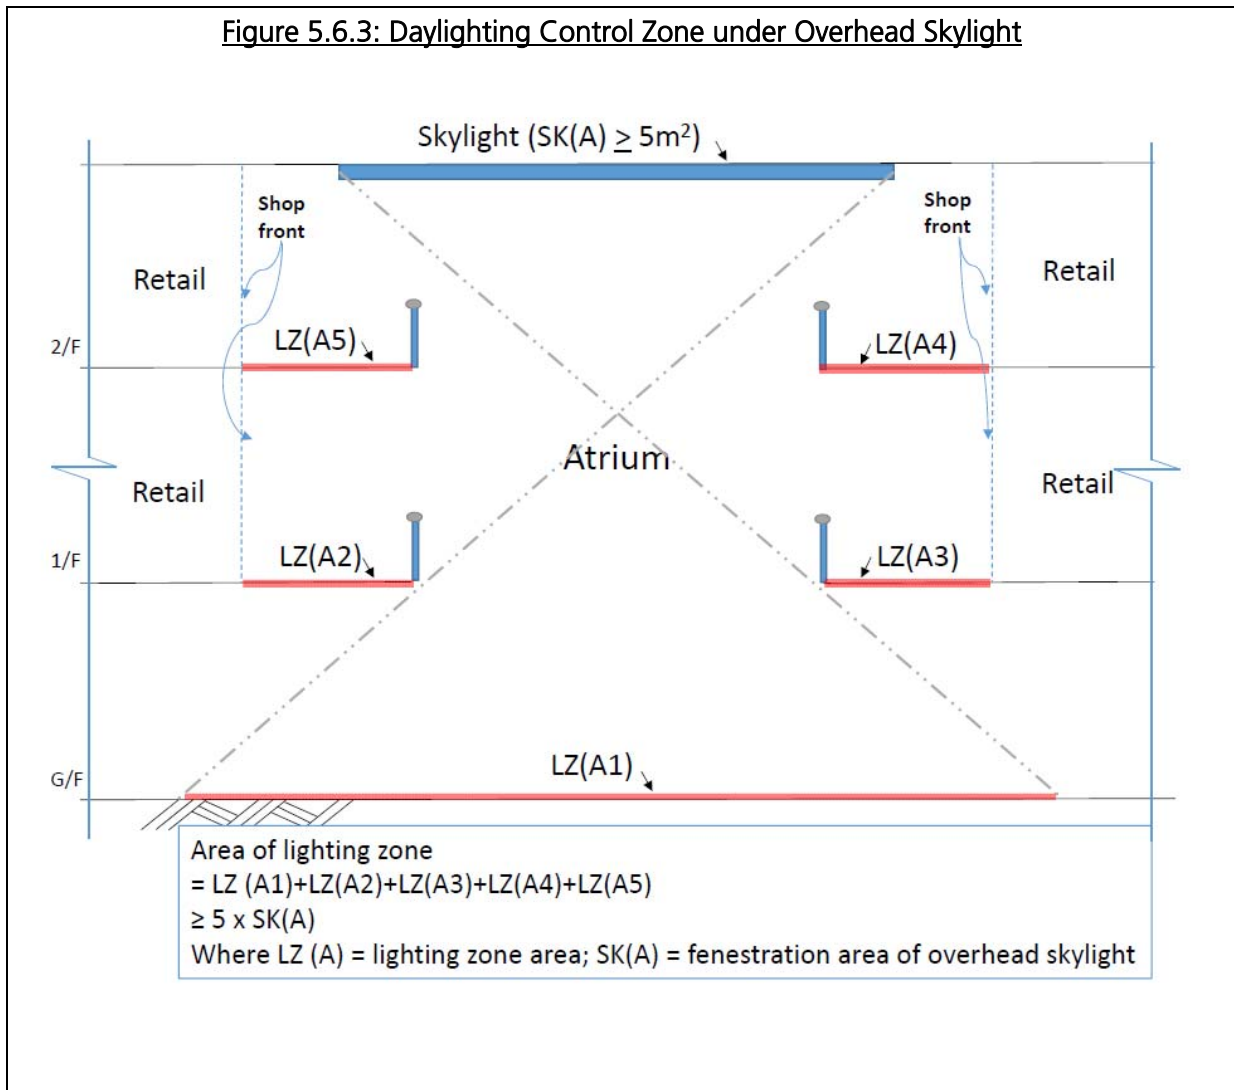 Figure 5.6.3: Daylighting Control Zone under Overhead Skylight
Skylight (SK(A) ≥ 5m²)
Shop
front
Shop
front
Retail
Retail
2/F
LZ(A5)
LZ(A4)
Atrium
Retail
Retail
1/F
LZ(A2)
LZ(A3)
G/F
LZ(A1)
Area of lighting zone
= LZ (A1)+LZ(A2)+LZ(A3)+LZ(A4)+LZ(A5)
≥ 5 x SK(A)
Where LZ (A) = lighting zone area; SK(A) = fenestration area of overhead skylight